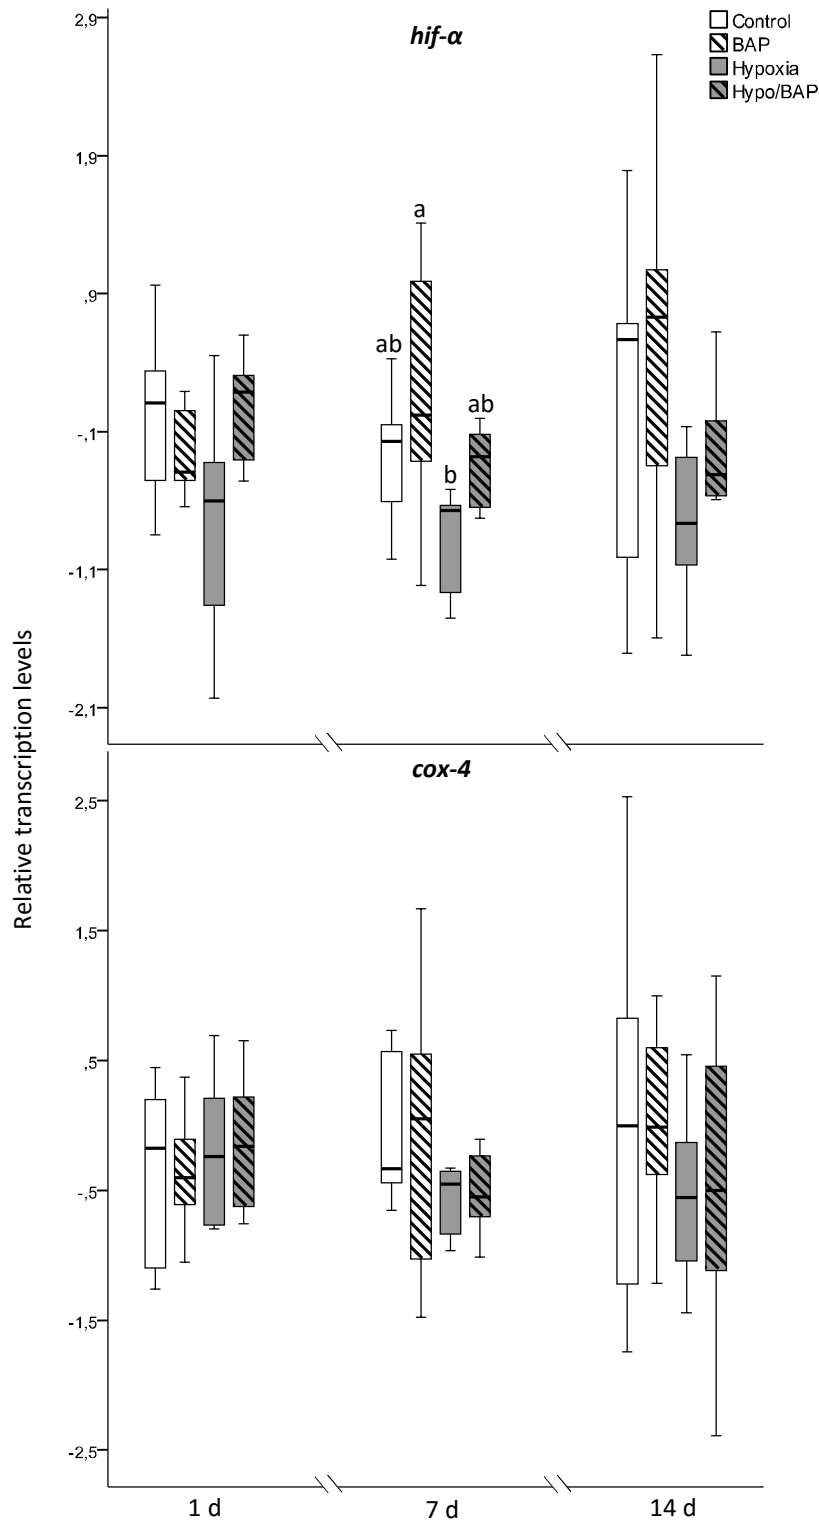 2,9
hif-α
Control
BAP
Hypoxia
Hypo/BAP
1,9
a
,9
ab
ab
-,1
b
-1,1
-2,1
Relative transcription levels
cox-4
2,5
1,5
,5
-,5
-1,5
-2,5
1 d
7 d
14 d